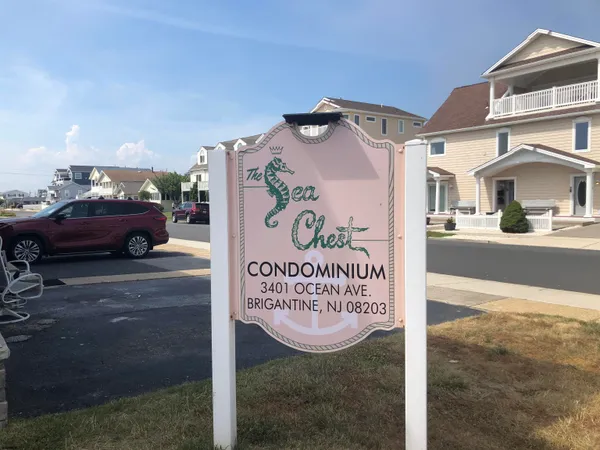 The Sea
Chest
CONDOMINIUM
3401 OCEAN AVE.
BRIGANTINE, NJ 08203